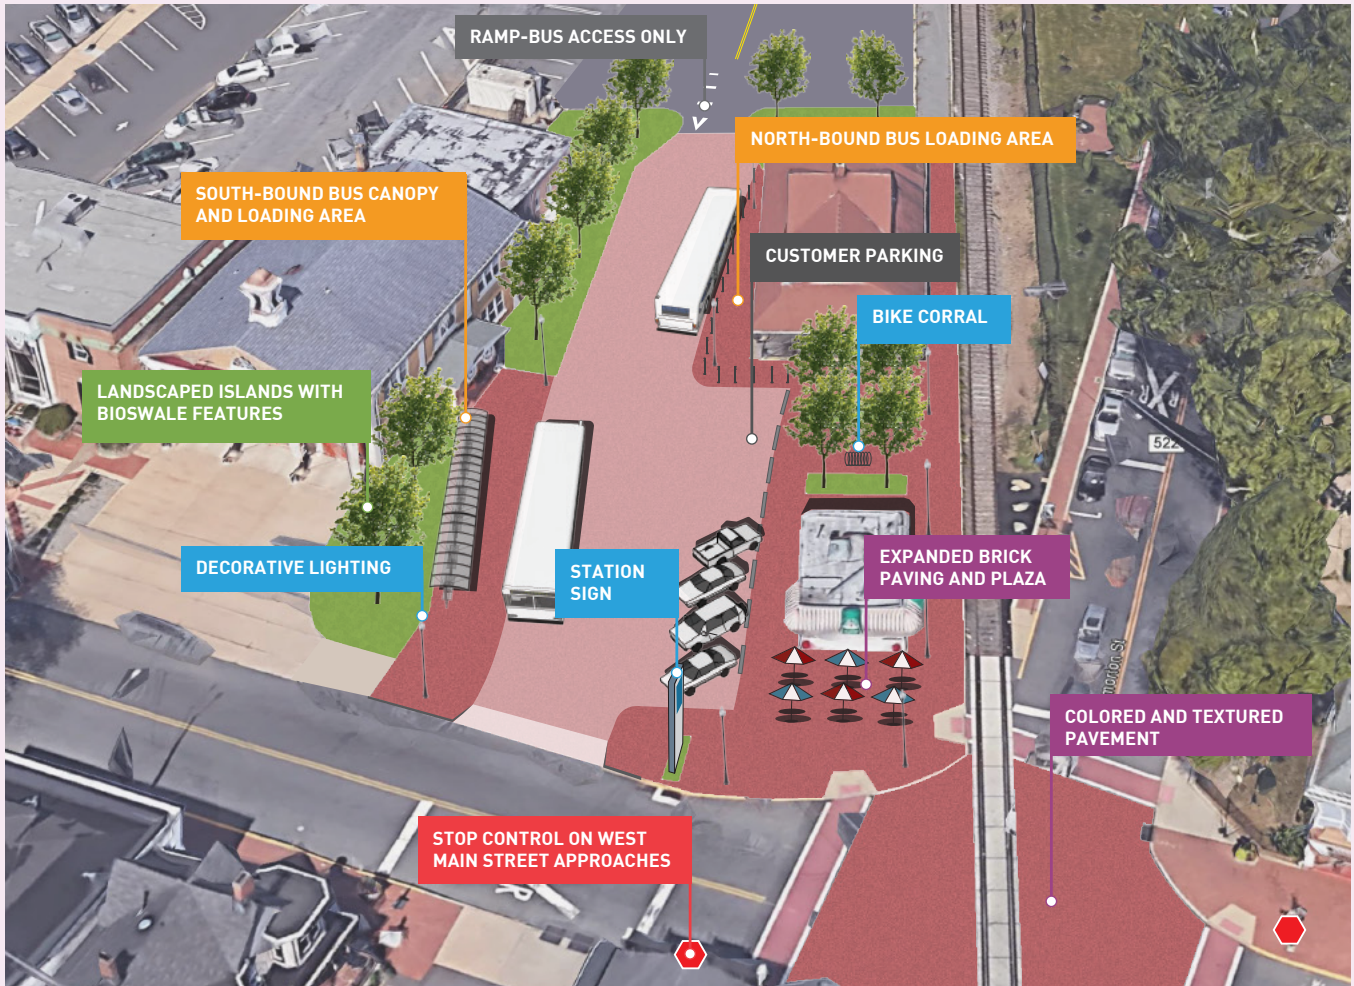 RAMP-BUS ACCESS ONLY
NORTH-BOUND BUS LOADING AREA
SOUTH-BOUND BUS CANOPY
AND LOADING AREA
CUSTOMER PARKING
BIKE CORRAL
LANDSCAPED ISLANDS WITH
BIOSWALE FEATURES
522
DECORATIVE LIGHTING
STATION
SIGN
EXPANDED BRICK
PAVING AND PLAZA
COLORED AND TEXTURED
PAVEMENT
STOP CONTROL ON WEST
MAIN STREET APPROACHES